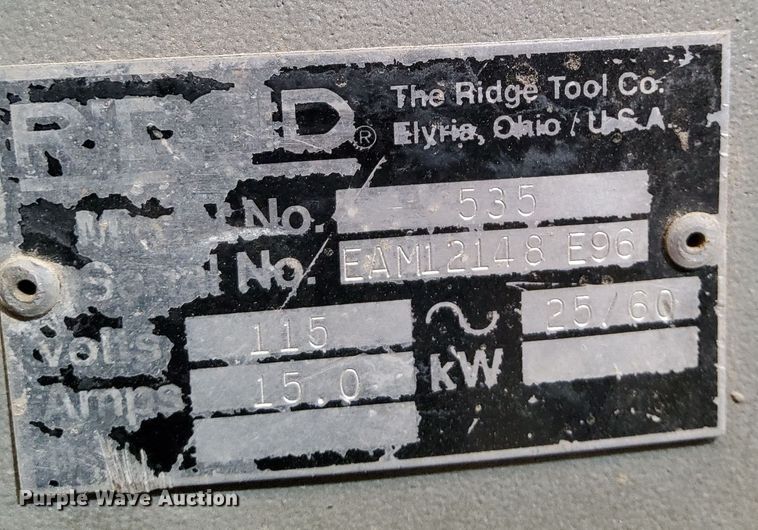 RIDGID®
The Ridge Tool Co.
Elyria, Ohio / U.S.A.
Model No. 535
Serial No. EAM12148 E96
Volts 115 ~ 25/60
Amps 15.0 kW
Purple Wave Auction